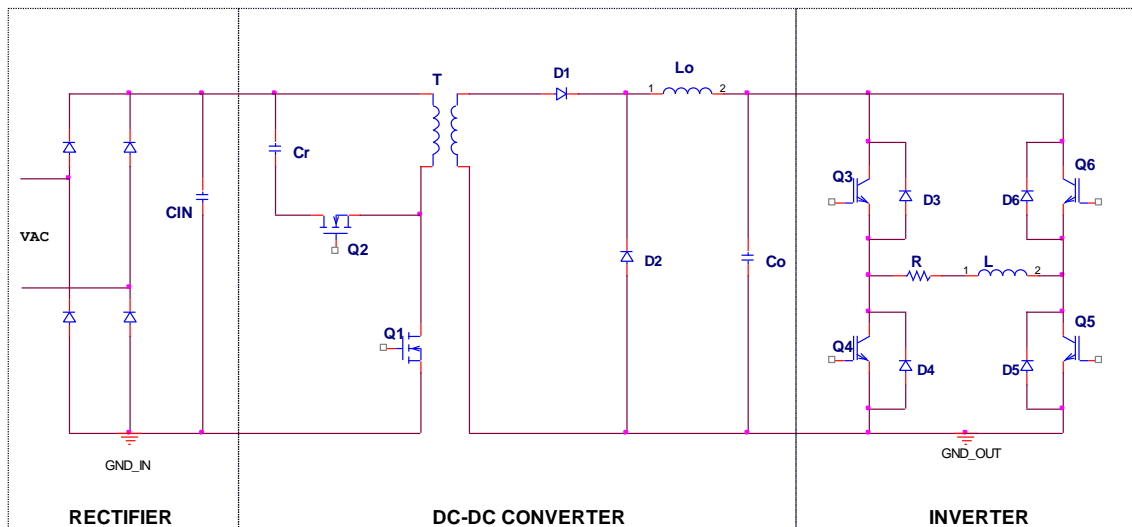 T
D1
Lo
1
2
Cr
Q3
Q6
D3
D6
CIN
VAC
Q2
D2
Co
R
1
L
2
Q1
Q4
Q5
D4
D5
GND_IN
GND_OUT
RECTIFIER
DC-DC CONVERTER
INVERTER